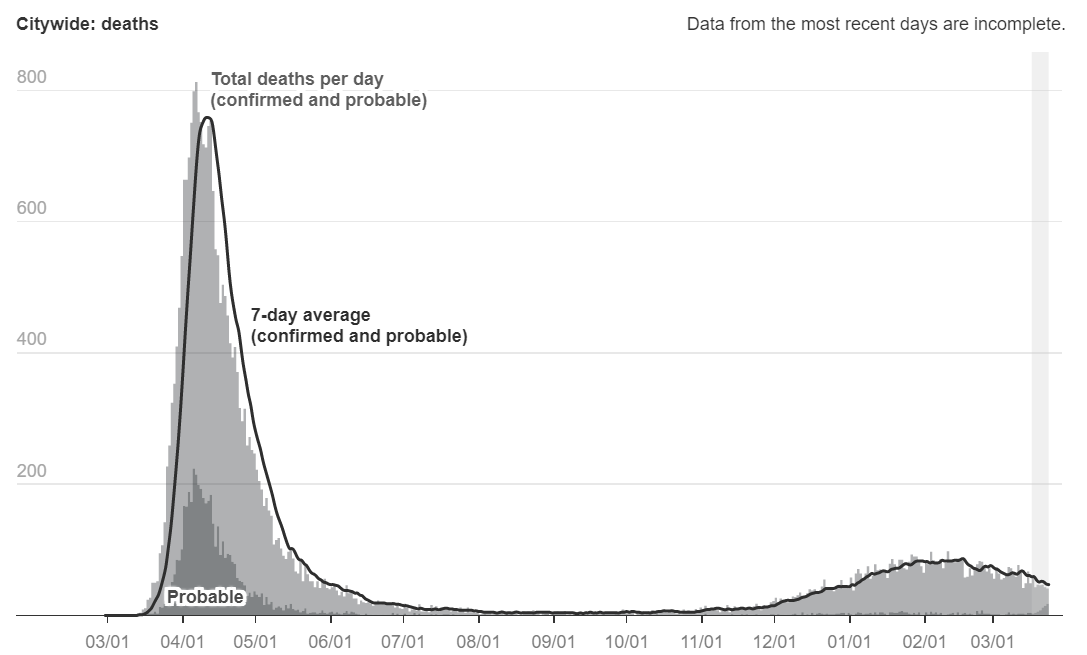 Citywide: deaths
Data from the most recent days are incomplete.
800
Total deaths per day
(confirmed and probable)
600
7-day average
(confirmed and probable)
400
200
Probable
03/01 04/01 05/01 06/01 07/01 08/01 09/01 10/01 11/01 12/01 01/01 02/01 03/01